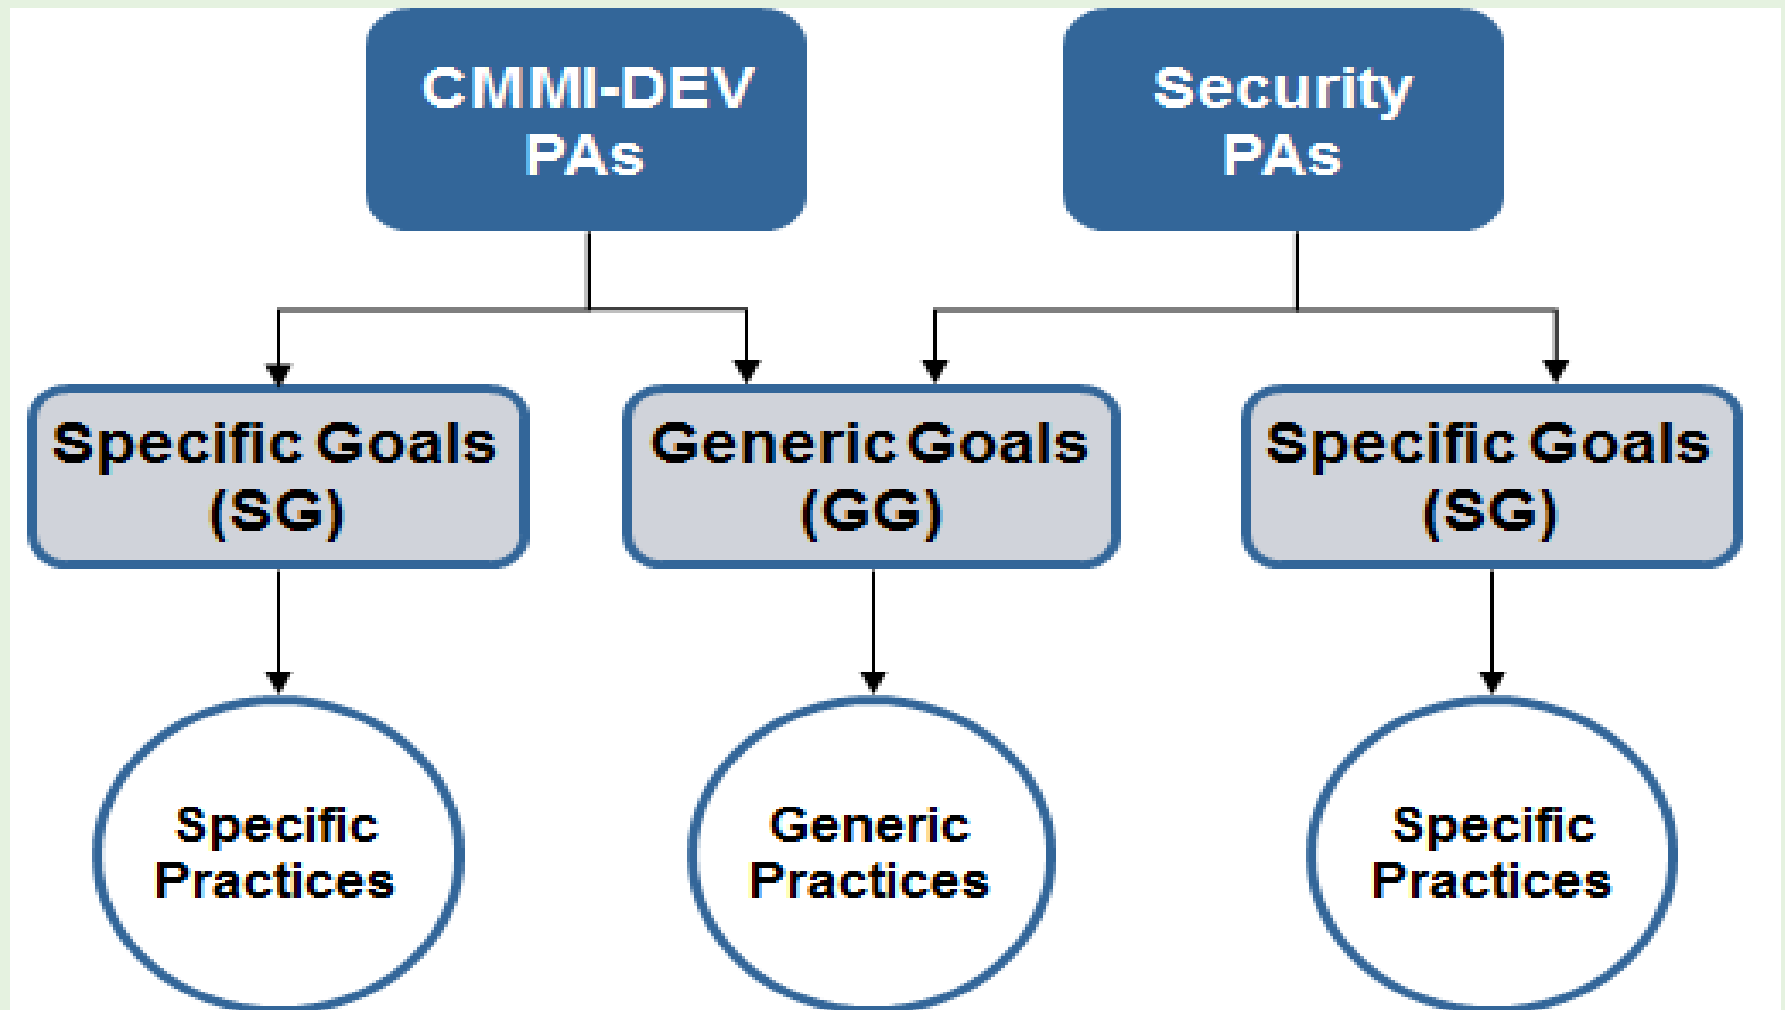 CMMI-DEV
PAs
Security
PAs
Specific Goals
(SG)
Generic Goals
(GG)
Specific Goals
(SG)
Specific
Practices
Generic
Practices
Specific
Practices